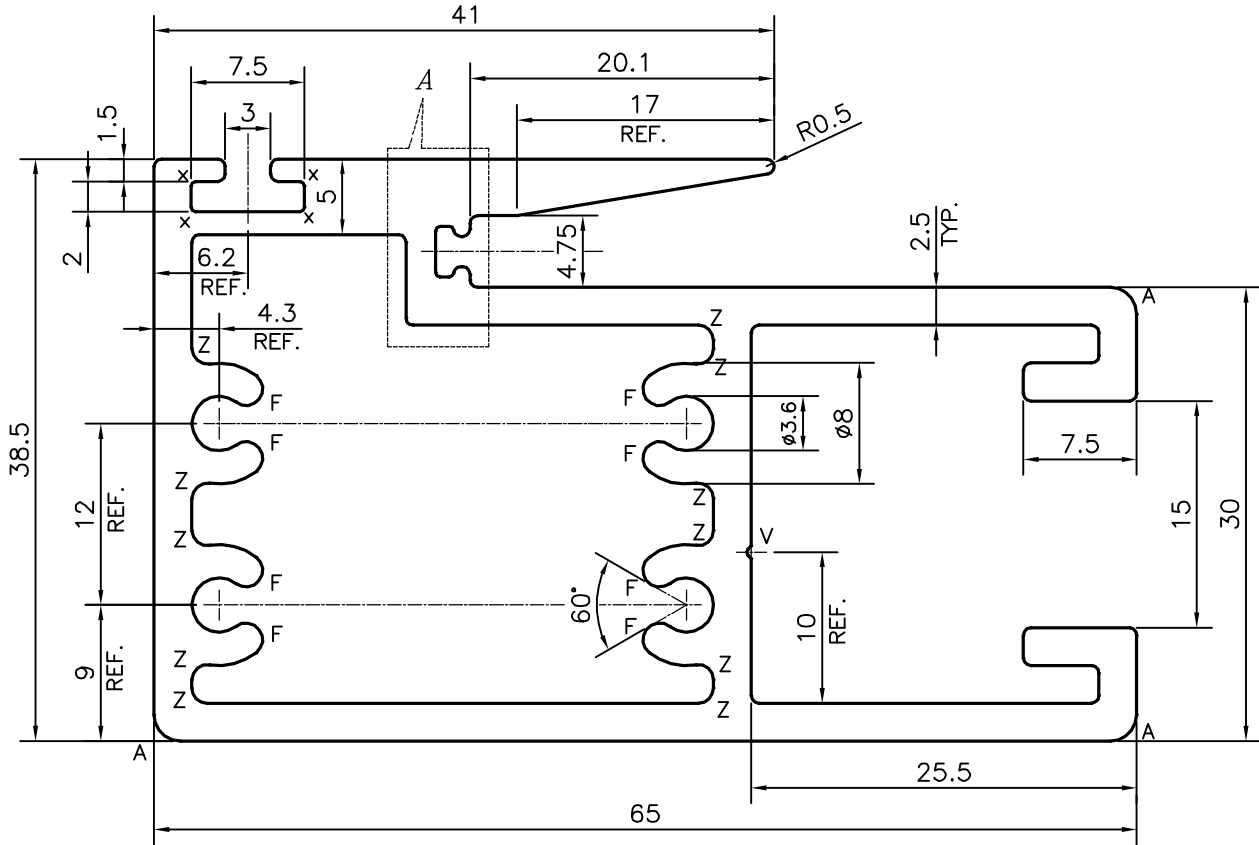 41
20.1
7.5
A
17
REF.
3
1.5
R0.5
x
x
x
x
5
2
2.5
TYP.
4.75
6.2
REF.
A
4.3
REF.
Z
Z
Z
F
F
F
F
ø3.6
ø8
38.5
7.5
Z
Z
12
REF.
Z
Z
V
15
30
F
F
F
F
60°
10
REF.
9
REF.
Z
Z
Z
Z
A
A
25.5
65